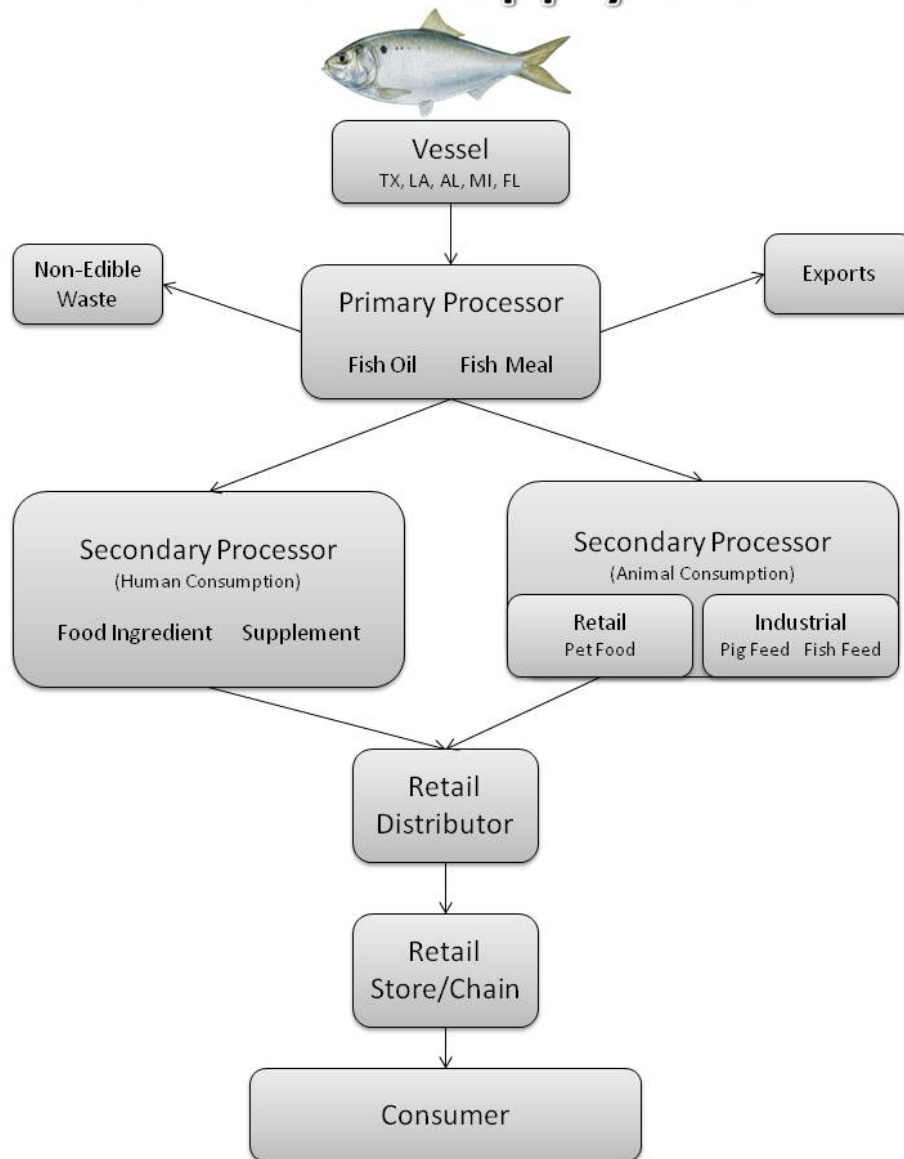 Vessel
TX, LA, AL, MI, FL
Non-Edible
Waste
Exports
Primary Processor
Fish Oil Fish Meal
Secondary Processor
(Human Consumption)
Food Ingredient Supplement
Secondary Processor
(Animal Consumption)
Retail
Pet Food
Industrial
Pig Feed Fish Feed
Retail
Distributor
Retail
Store/Chain
Consumer